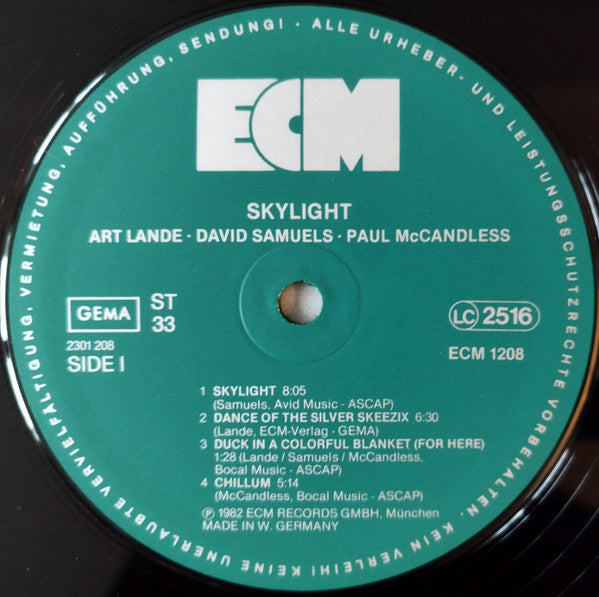 ALLE URHEBER- UND LEISTUNGSSCHUTZRECHTE VORBEHALTEN. KEIN VERLEIH! KEINE UNERLAUBTE VERVIELFÄLTIGUNG, VERMIETUNG, AUFFÜHRUNG, SENDUNG! ·
ECM
SKYLIGHT
ART LANDE · DAVID SAMUELS · PAUL McCANDLESS
GEMA
ST
33
2301 208
SIDE I
LC 2516
ECM 1208
1 SKYLIGHT 8:05
(Samuels, Avid Music - ASCAP)
2 DANCE OF THE SILVER SKEEZIX 6:30
(Lande, ECM-Verlag - GEMA)
3 DUCK IN A COLORFUL BLANKET (FOR HERE)
1:28 (Lande / Samuels / McCandless,
Bocal Music - ASCAP)
4 CHILLUM 5:14
(McCandless, Bocal Music - ASCAP)
Ⓟ 1982 ECM RECORDS GMBH, München
MADE IN W. GERMANY